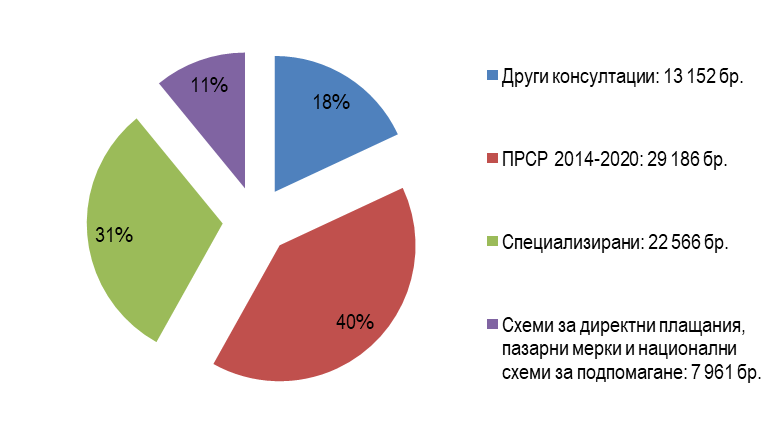 11%
18%
31%
40%
Други консултации: 13 152 бр.
ПРСР 2014-2020: 29 186 бр.
Специализирани: 22 566 бр.
Схеми за директни плащания,
пазарни мерки и национални
схеми за подпомагане: 7 961 бр.